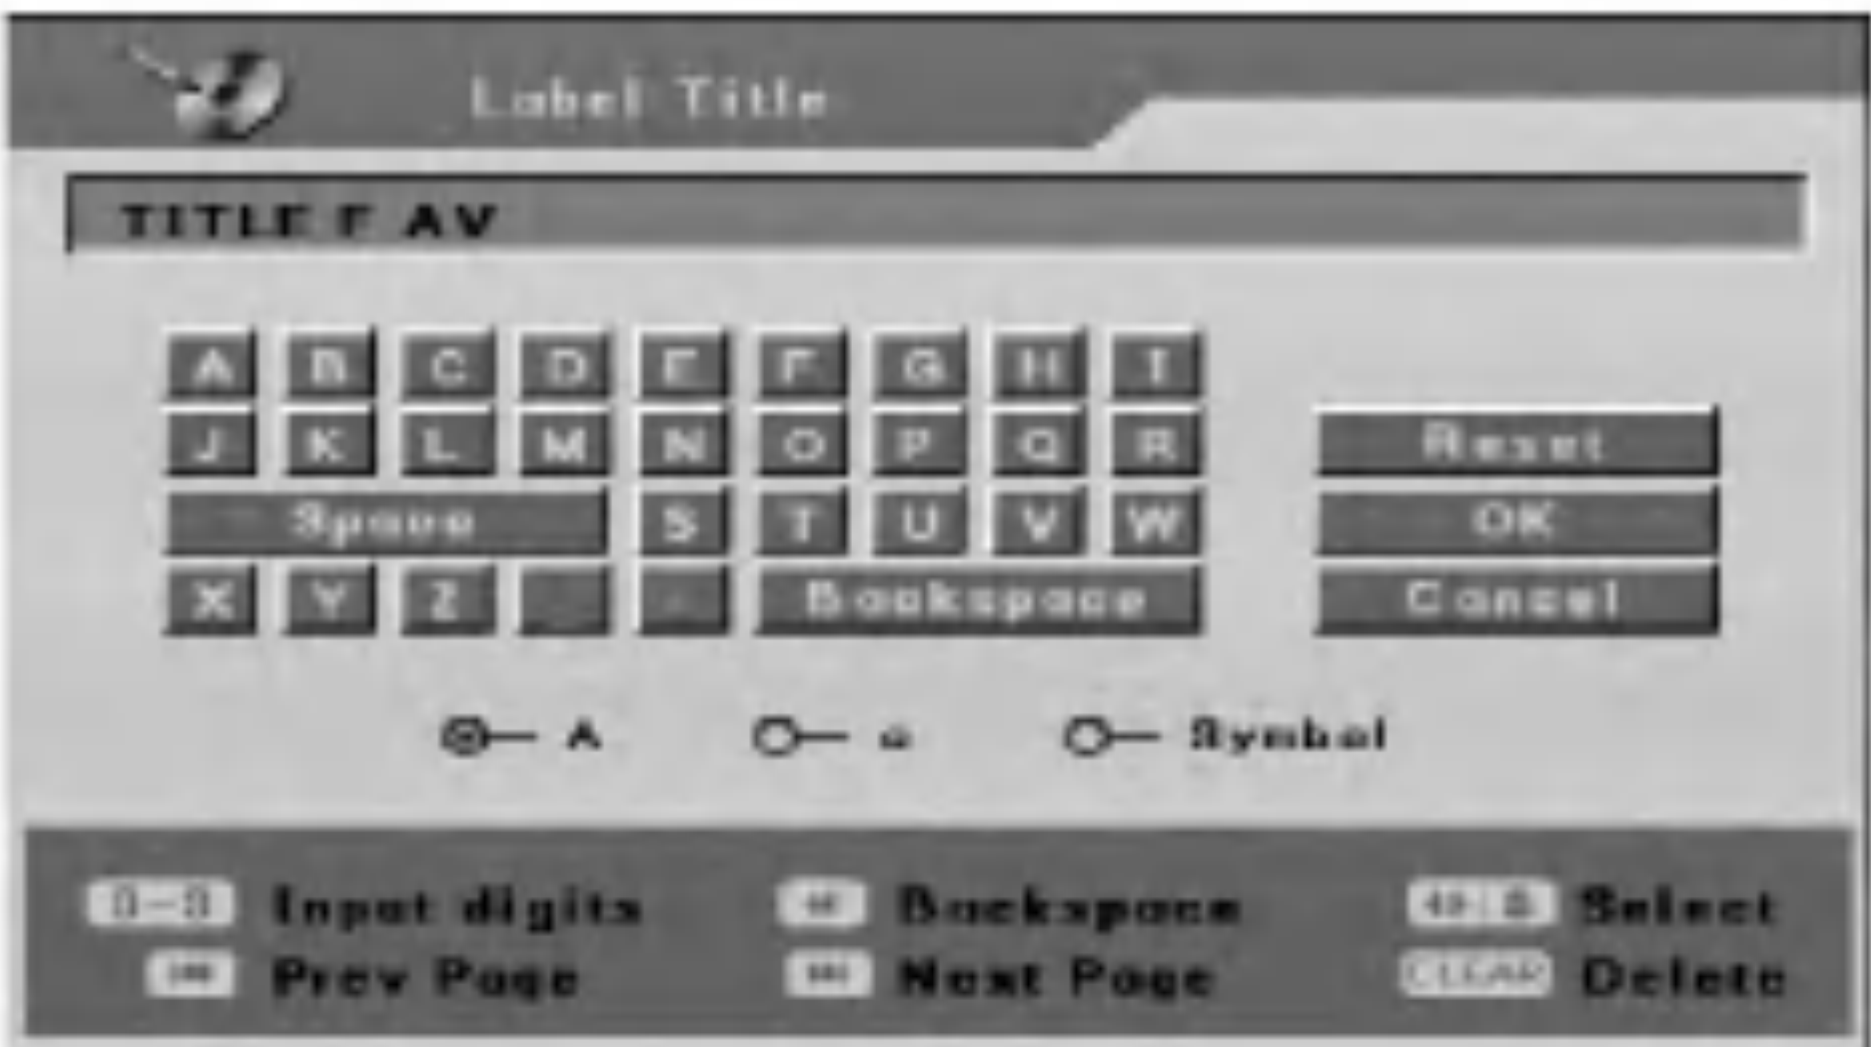 Label Title
TITLE F AV
A B C D E F G H I
J K L M N O P Q R
Reset
Space S T U V W
OK
X Y Z _ - Backspace
Cancel
A a Symbol
Input digits Backspace Select
Prev Page Next Page CLEAR Delete